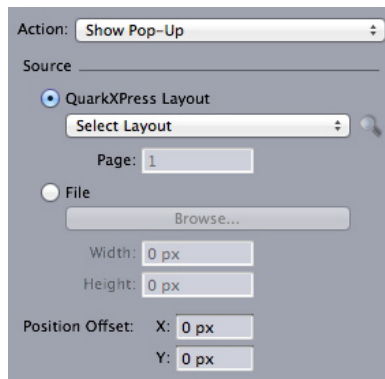 Action: Show Pop-Up
Source
QuarkXPress Layout
Select Layout
Page: 1
File
Browse...
Width: 0 px
Height: 0 px
Position Offset: X: 0 px
Y: 0 px